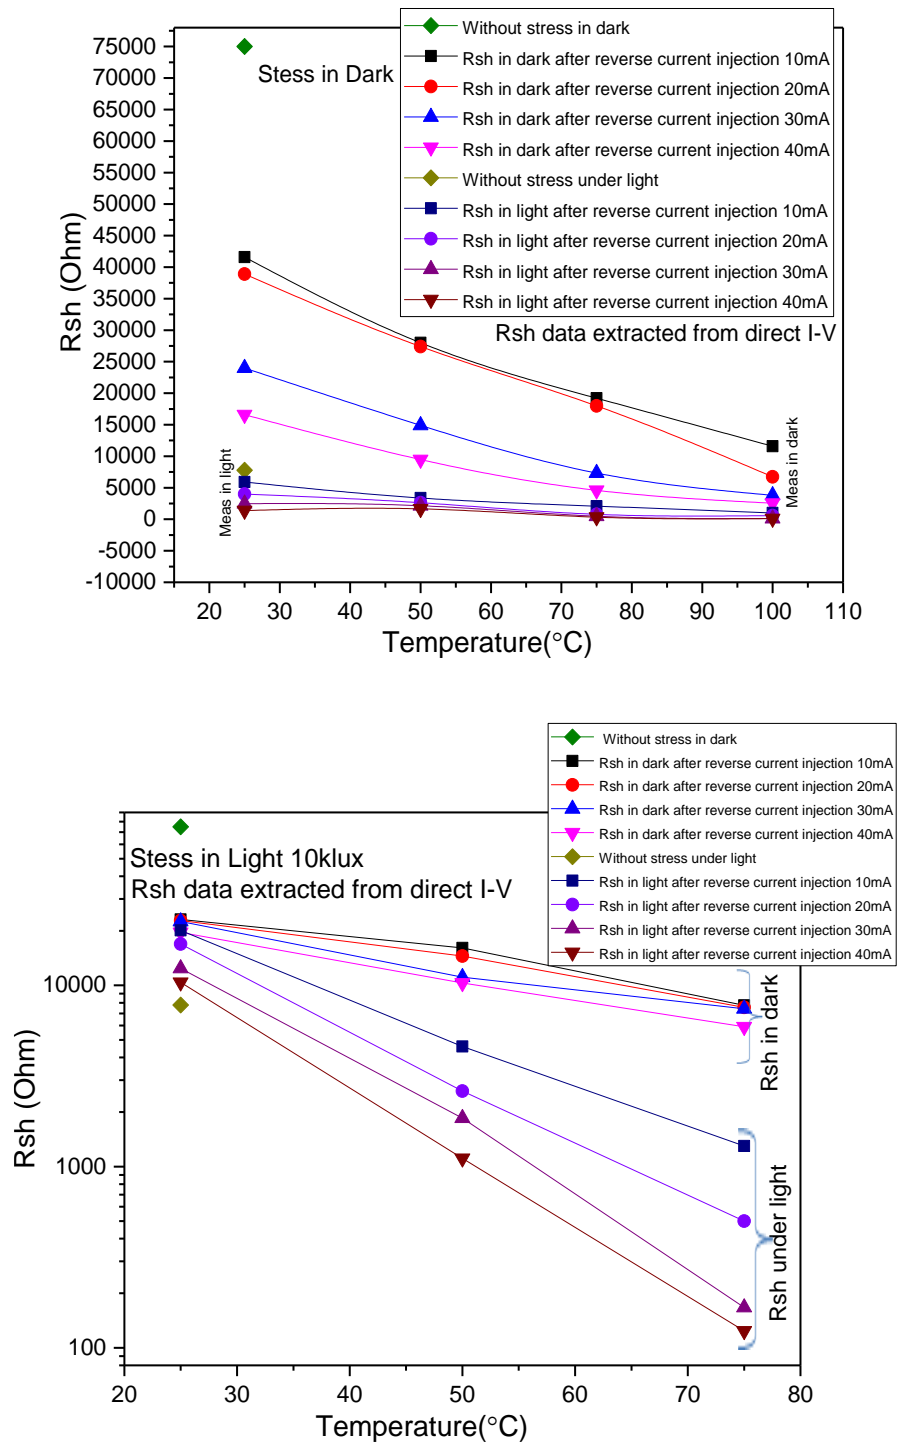 Without stress in dark
Rsh in dark after reverse current injection 10mA
Rsh in dark after reverse current injection 20mA
Rsh in dark after reverse current injection 30mA
Rsh in dark after reverse current injection 40mA
Without stress under light
Rsh in light after reverse current injection 10mA
Rsh in light after reverse current injection 20mA
Rsh in light after reverse current injection 30mA
Rsh in light after reverse current injection 40mA
Stess in Dark
Rsh data extracted from direct I-V
75000
70000
65000
60000
55000
50000
45000
40000
35000
30000
25000
20000
15000
10000
5000
0
-5000
-10000
Rsh (Ohm)
Meas in light
Meas in dark
20 30 40 50 60 70 80 90 100 110
Temperature(°C)
Without stress in dark
Rsh in dark after reverse current injection 10mA
Rsh in dark after reverse current injection 20mA
Rsh in dark after reverse current injection 30mA
Rsh in dark after reverse current injection 40mA
Without stress under light
Rsh in light after reverse current injection 10mA
Rsh in light after reverse current injection 20mA
Rsh in light after reverse current injection 30mA
Rsh in light after reverse current injection 40mA
Stess in Light 10klux
Rsh data extracted from direct I-V
10000
1000
100
Rsh (Ohm)
Rsh in dark
Rsh under light
20 30 40 50 60 70 80
Temperature(°C)